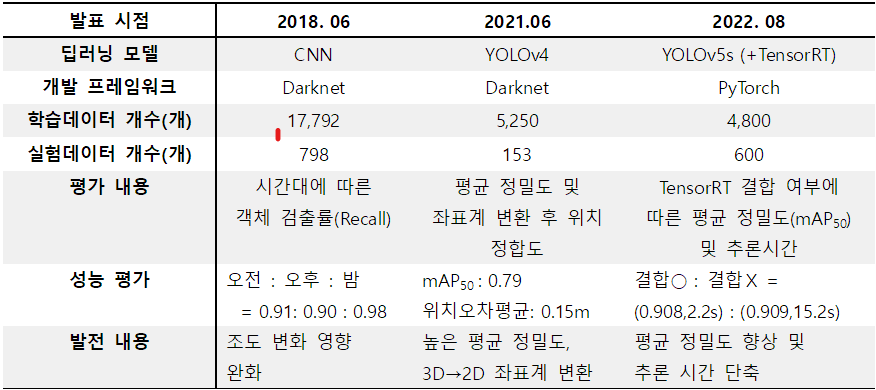 발표 시점 2018. 06 2021.06 2022. 08
딥러닝 모델 CNN YOLOv4 YOLOv5s (+TensorRT)
개발 프레임워크 Darknet Darknet PyTorch
학습데이터 개수(개) 17,792 5,250 4,800
실험데이터 개수(개) 798 153 600
평가 내용 시간대에 따른 평균 정밀도 및 TensorRT 결합 여부에
객체 검출률(Recall) 좌표계 변환 후 위치 따른 평균 정밀도(mAP50)
정합도 및 추론시간
성능 평가 오전 : 오후 : 밤 mAP50 : 0.79 결합○ : 결합X =
= 0.91: 0.90 : 0.98 위치오차평균: 0.15m (0.908,2.2s) : (0.909,15.2s)
발전 내용 조도 변화 영향 높은 평균 정밀도, 평균 정밀도 향상 및
완화 3D→2D 좌표계 변환 추론 시간 단축